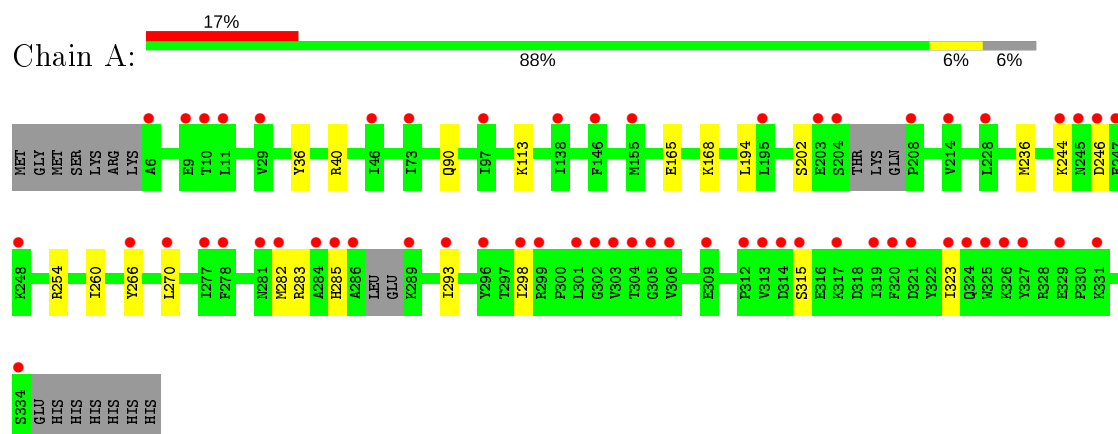 17%
Chain A:
88% 6% 6%
MET GLY MET SER LYS ARG LYS A6 E9 T10 L11 V29 Y36 R40 I46 I73 Q90 I97 K113 I138 F146 M155 E165 K168 L194 L195 S202 E203 S204 THR LYS GLN P208 V214 L228 M236 K244 N245 D246 E247
K248 R254 I260 Y266 L270 I277 F278 N281 M282 R283 A284 H285 A286 LEU GLU K289 I293 Y296 T297 I298 R299 P300 L301 G302 V303 T304 G305 V306 E309 P312 V313 D314 S315 E316 K317 D318 I319 F320 D321 Y322 I323 Q324 W325 K326 Y327 R328 E329 P330 K331
S334 GLU HIS HIS HIS HIS HIS HIS